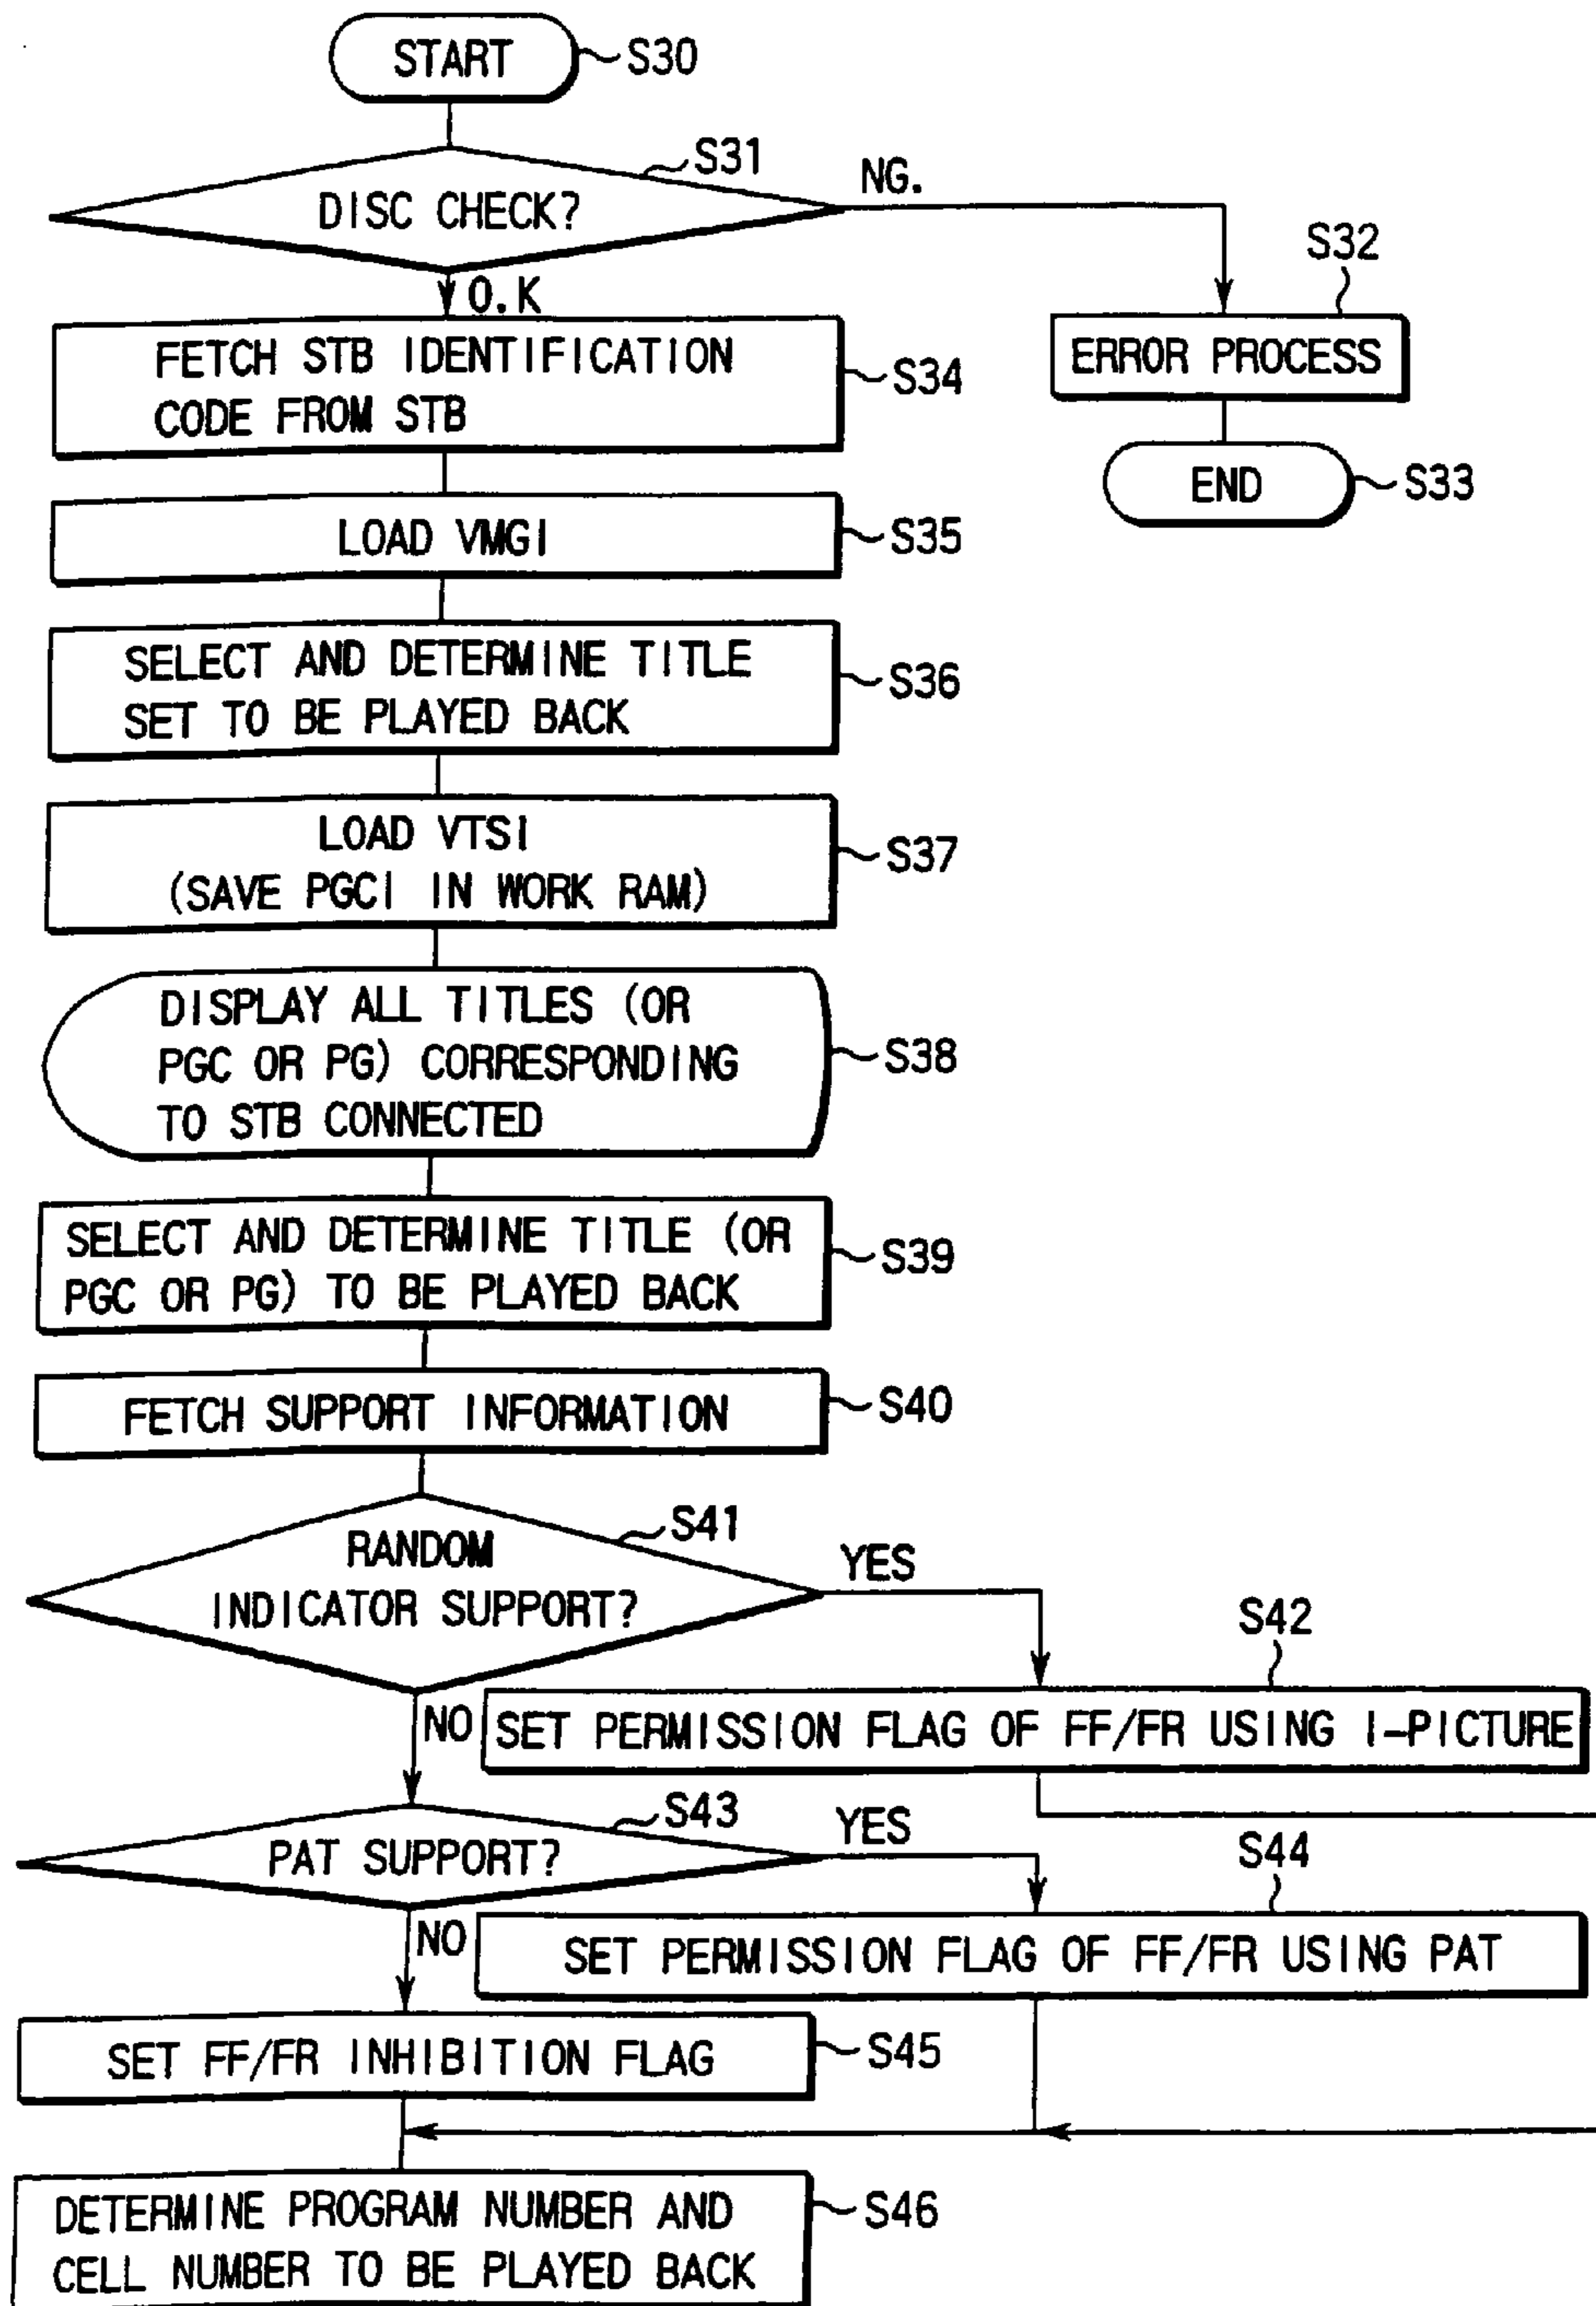 START
S30
S31
DISC CHECK?
NG.
O.K
S32
ERROR PROCESS
END
S33
FETCH STB IDENTIFICATION
CODE FROM STB
S34
LOAD VMGI
S35
SELECT AND DETERMINE TITLE
SET TO BE PLAYED BACK
S36
LOAD VTSI
(SAVE PGCI IN WORK RAM)
S37
DISPLAY ALL TITLES (OR
PGC OR PG) CORRESPONDING
TO STB CONNECTED
S38
SELECT AND DETERMINE TITLE (OR
PGC OR PG) TO BE PLAYED BACK
S39
FETCH SUPPORT INFORMATION
S40
S41
RANDOM
INDICATOR SUPPORT?
YES
NO
S42
SET PERMISSION FLAG OF FF/FR USING I-PICTURE
S43
PAT SUPPORT?
YES
NO
S44
SET PERMISSION FLAG OF FF/FR USING PAT
SET FF/FR INHIBITION FLAG
S45
DETERMINE PROGRAM NUMBER AND
CELL NUMBER TO BE PLAYED BACK
S46